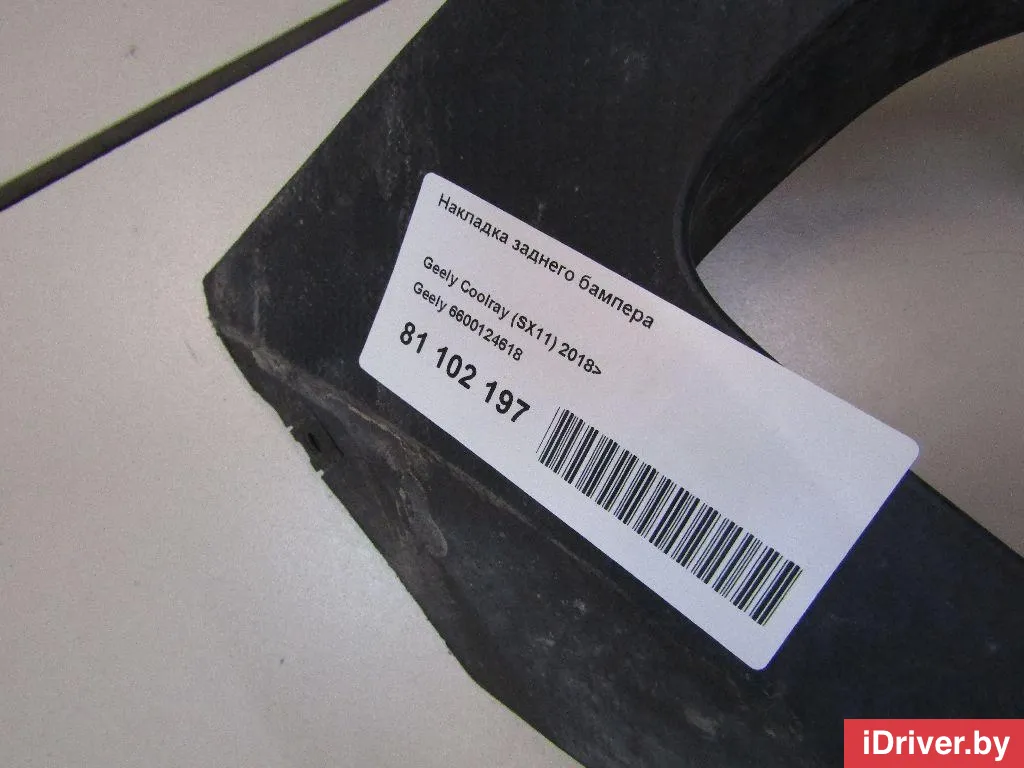 Накладка заднего бампера
Geely Coolray (SX11) 2018>
Geely 6600124618
81 102 197
iDriver.by